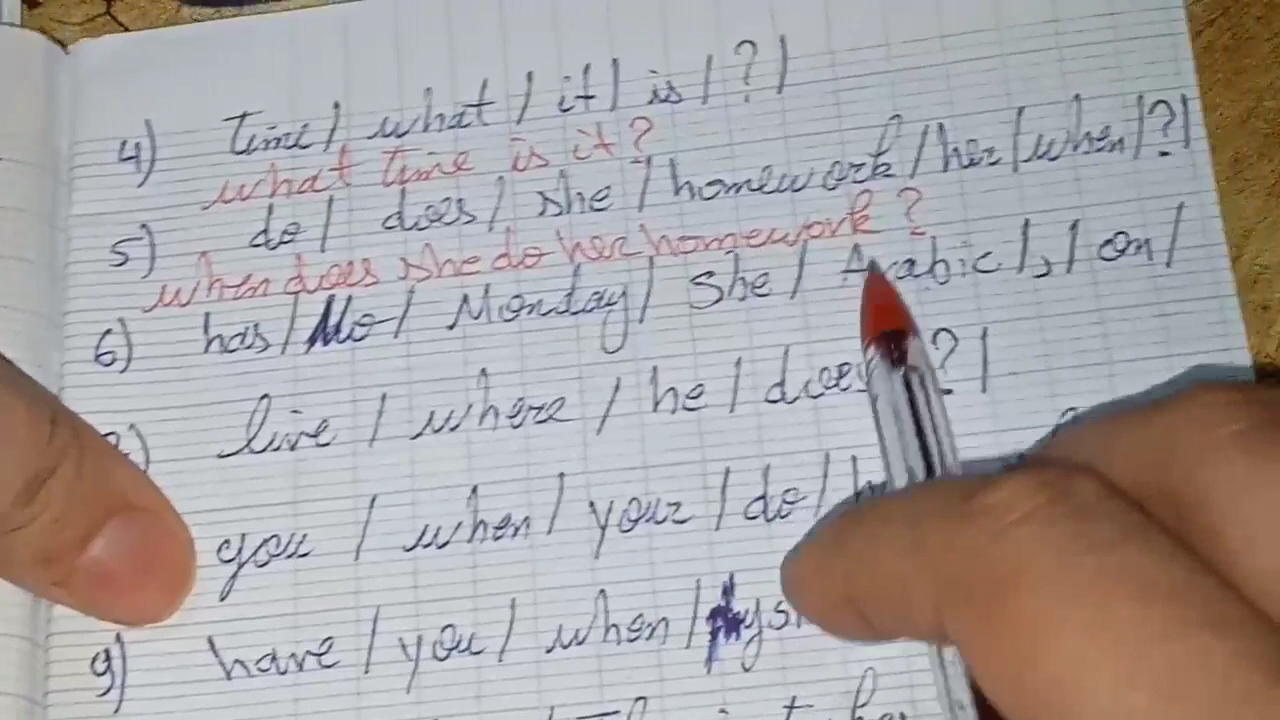 4) time / what / it / is / ? /
what time is it ?
5) do / does / she / homework / her / when / ? /
when does she do her homework ?
6) has / No / Monday / she / Arabic / , / on /
live / where / he / does ? /
you / when / your / do /
9) have / you / when /